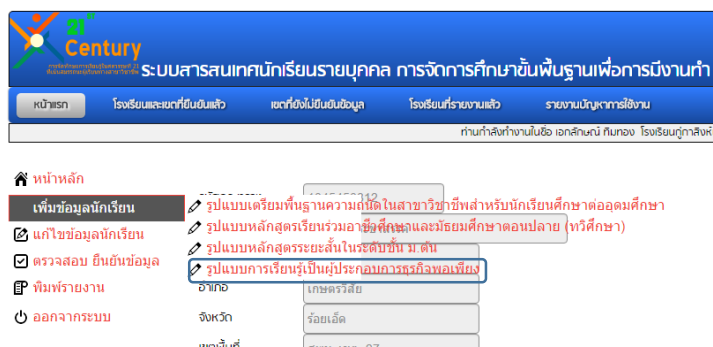 21st
Century
ระบบสารสนเทศนักเรียนรายบุคคล การจัดการศึกษาขั้นพื้นฐานเพื่อการมีงานทำ
หน้าแรก โรงเรียนและเขตที่ยืนยันแล้ว เขตที่ยังไม่ยืนยันข้อมูล โรงเรียนที่รายงานแล้ว รายงานปัญหาการใช้งาน
ท่านกำลังทำงานในชื่อ เอกลักษณ์ ทิมทอง โรงเรียนกู่กาสิงห์
หน้าหลัก
เพิ่มข้อมูลนักเรียน
แก้ไขข้อมูลนักเรียน
ตรวจสอบ ยืนยันข้อมูล
พิมพ์รายงาน
ออกจากระบบ
รูปแบบเตรียมพื้นฐานความถนัดในสาขาวิชาชีพสำหรับนักเรียนศึกษาต่ออุดมศึกษา
รูปแบบหลักสูตรเรียนร่วมอาชีวศึกษาและมัธยมศึกษาตอนปลาย (ทวิศึกษา)
รูปแบบหลักสูตรระยะสั้นในระดับชั้น ม.ต้น
รูปแบบการเรียนรู้เป็นผู้ประกอบการธุรกิจพอเพียง
อำเภอ เกษตรวิสัย
จังหวัด ร้อยเอ็ด
เขตพื้นที่